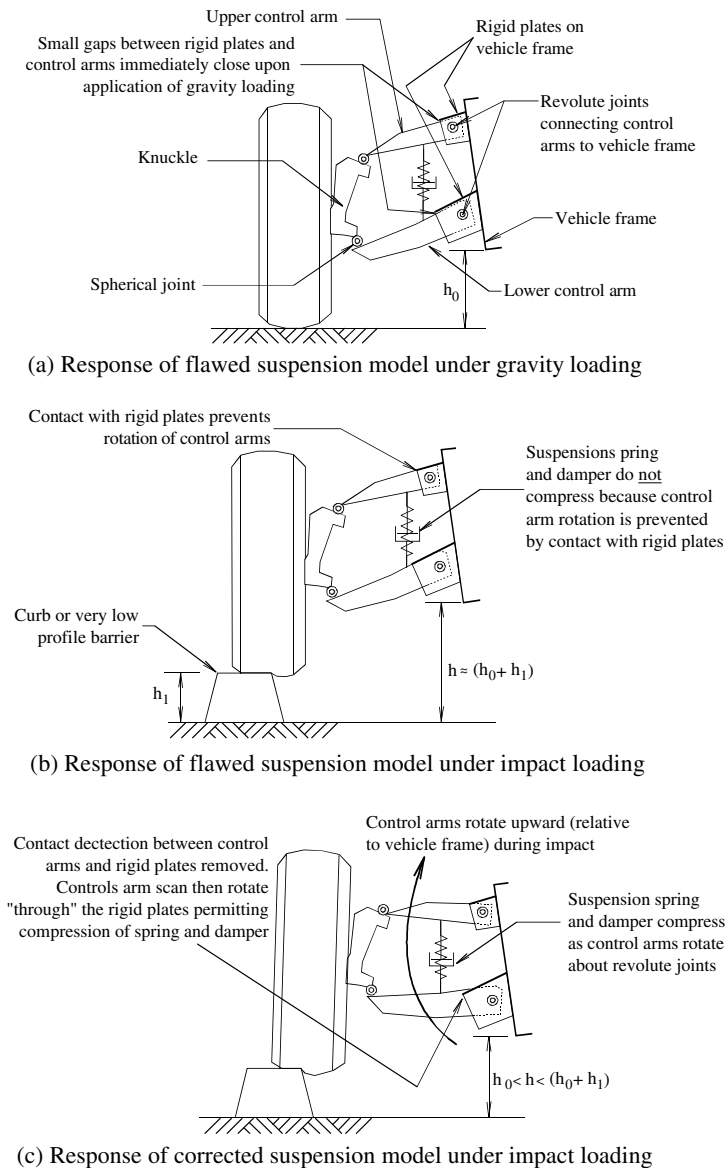 Upper control arm
Rigid plates on
vehicle frame
Small gaps between rigid plates and
control arms immediately close upon
application of gravity loading
Revolute joints
connecting control
arms to vehicle frame
Knuckle
Vehicle frame
Spherical joint
h0
Lower control arm
(a) Response of flawed suspension model under gravity loading
Contact with rigid plates prevents
rotation of control arms
Suspensions pring
and damper do not
compress because control
arm rotation is prevented
by contact with rigid plates
Curb or very low
profile barrier
h1
h ≈ (h0+ h1)
(b) Response of flawed suspension model under impact loading
Control arms rotate upward (relative
to vehicle frame) during impact
Contact dectection between control
arms and rigid plates removed.
Controls arm scan then rotate
"through" the rigid plates permitting
compression of spring and damper
Suspension spring
and damper compress
as control arms rotate
about revolute joints
h0< h < (h0+ h1)
(c) Response of corrected suspension model under impact loading